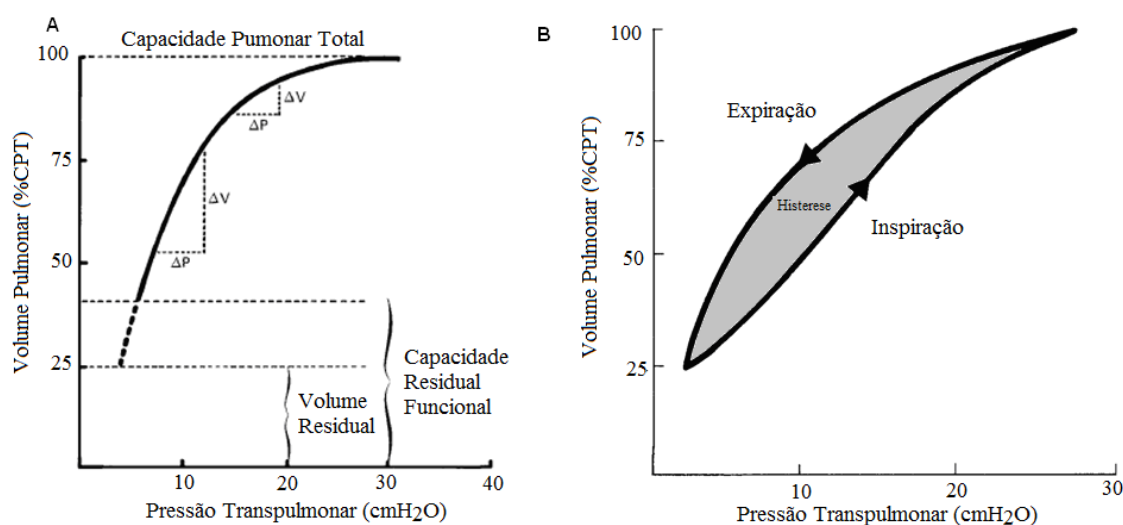 A
Capacidade Pumonar Total
100
75
50
25
Volume Pulmonar (%CPT)
ΔV
ΔP
ΔV
ΔP
Capacidade
Residual
Funcional
Volume
Residual
10
20
30
40
Pressão Transpulmonar (cmH2O)
B
100
75
50
25
Volume Pulmonar (%CPT)
Expiração
Histerese
Inspiração
10
20
30
Pressão Transpulmonar (cmH2O)